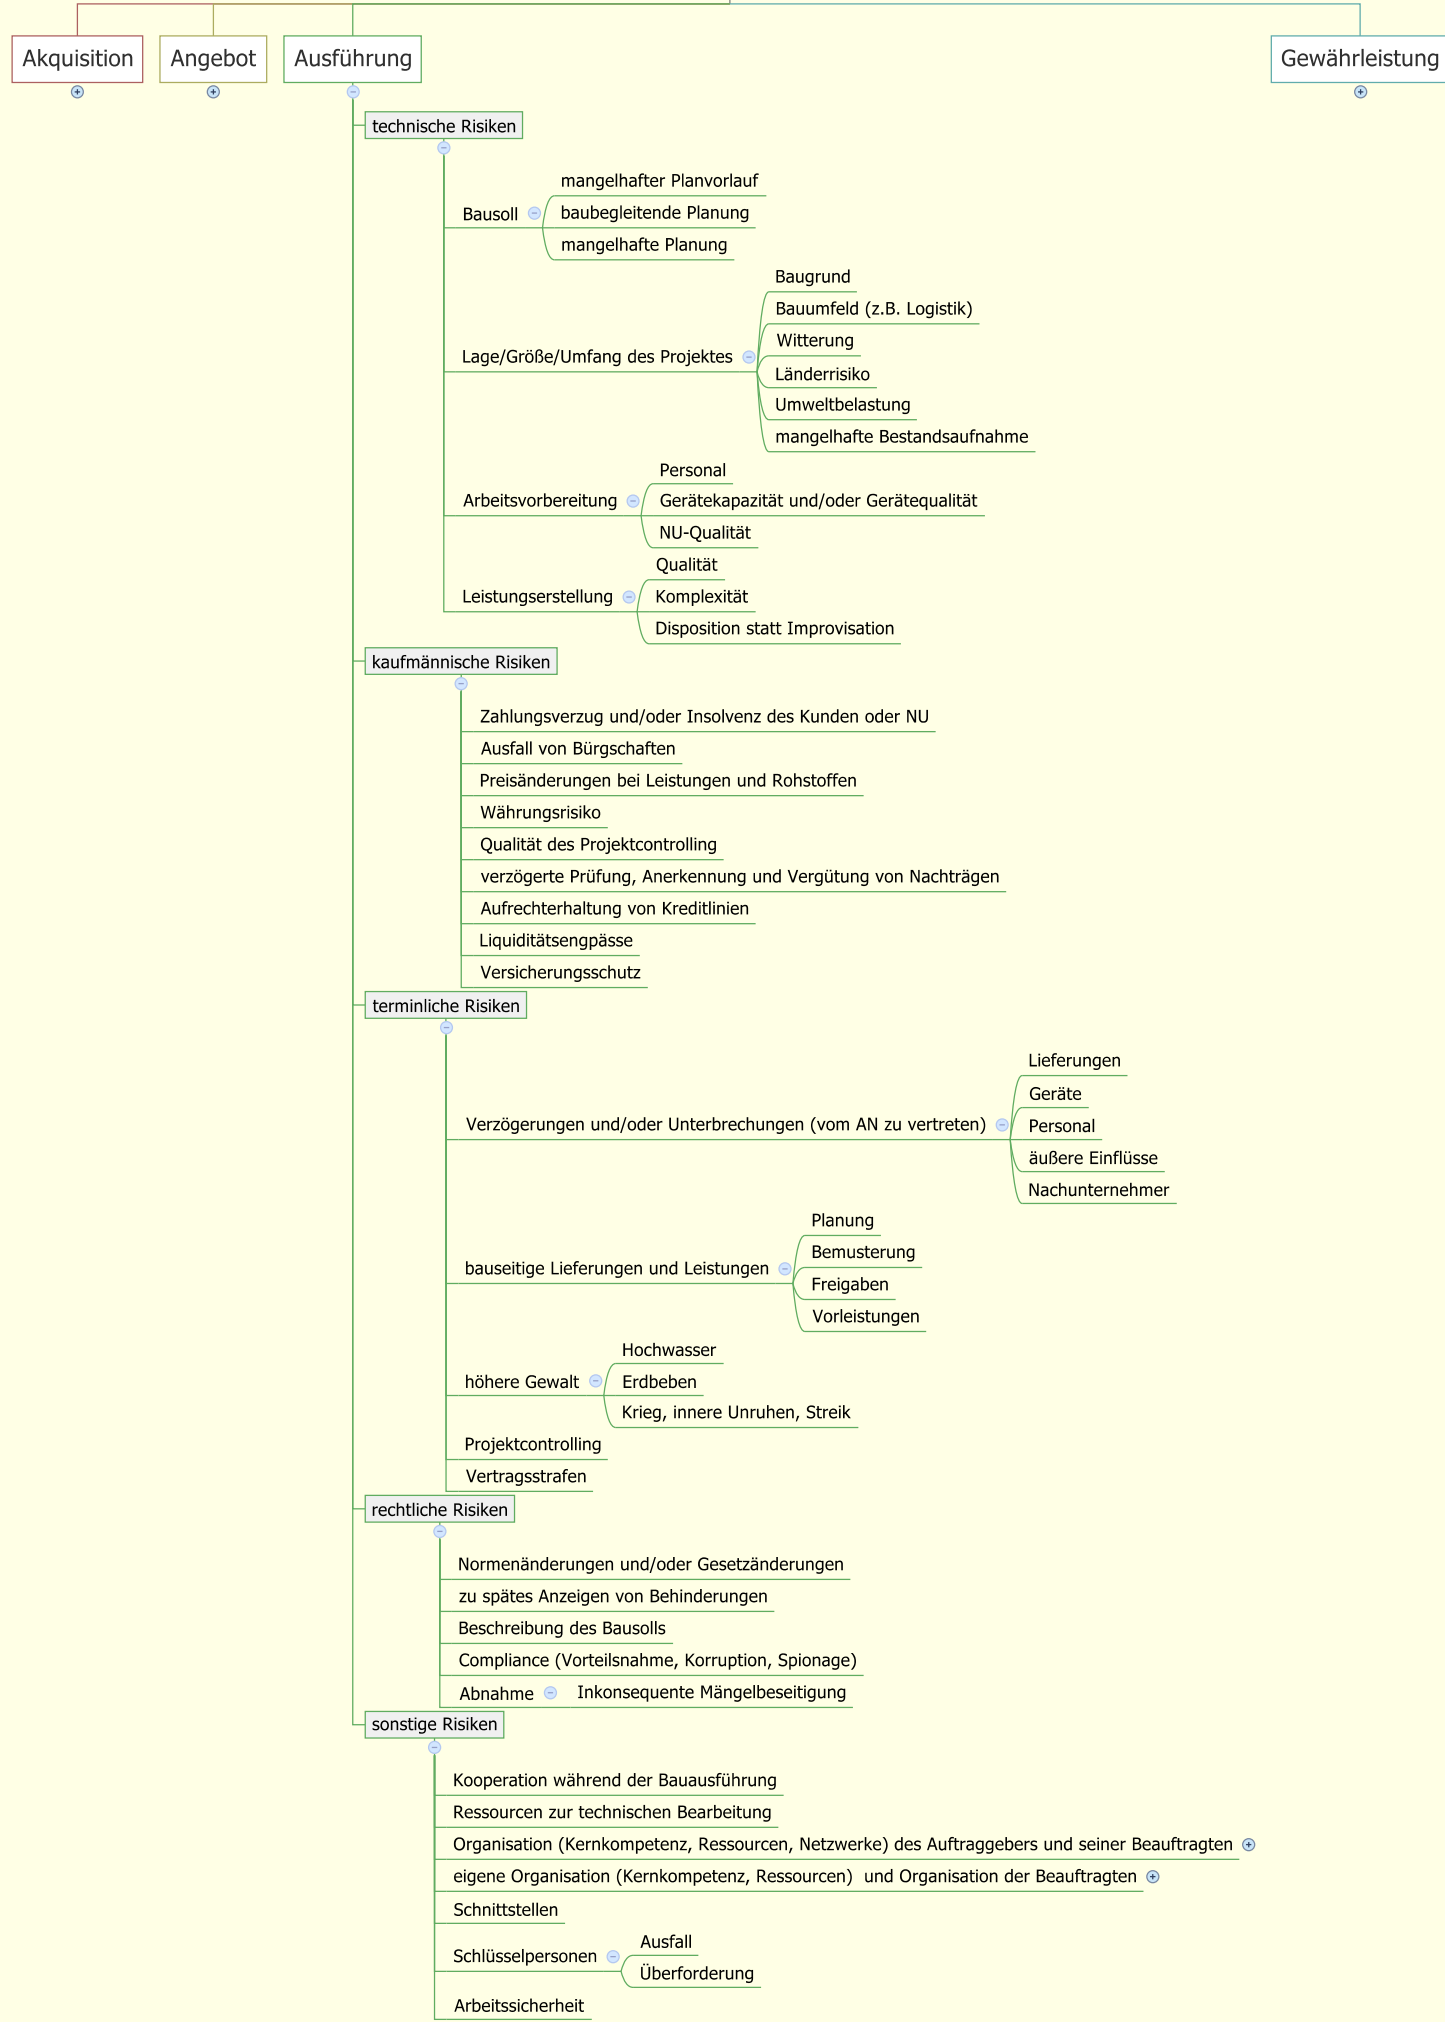 Akquisition
Angebot
Ausführung
Gewährleistung
technische Risiken
Bausoll
mangelhafter Planvorlauf
baubegleitende Planung
mangelhafte Planung
Lage/Größe/Umfang des Projektes
Baugrund
Bauumfeld (z.B. Logistik)
Witterung
Länderrisiko
Umweltbelastung
mangelhafte Bestandsaufnahme
Arbeitsvorbereitung
Personal
Gerätekapazität und/oder Gerätequalität
NU-Qualität
Leistungserstellung
Qualität
Komplexität
Disposition statt Improvisation
kaufmännische Risiken
Zahlungsverzug und/oder Insolvenz des Kunden oder NU
Ausfall von Bürgschaften
Preisänderungen bei Leistungen und Rohstoffen
Währungsrisiko
Qualität des Projektcontrolling
verzögerte Prüfung, Anerkennung und Vergütung von Nachträgen
Aufrechterhaltung von Kreditlinien
Liquiditätsengpässe
Versicherungsschutz
terminliche Risiken
Verzögerungen und/oder Unterbrechungen (vom AN zu vertreten)
Lieferungen
Geräte
Personal
äußere Einflüsse
Nachunternehmer
bauseitige Lieferungen und Leistungen
Planung
Bemusterung
Freigaben
Vorleistungen
höhere Gewalt
Hochwasser
Erdbeben
Krieg, innere Unruhen, Streik
Projektcontrolling
Vertragsstrafen
rechtliche Risiken
Normenänderungen und/oder Gesetzänderungen
zu spätes Anzeigen von Behinderungen
Beschreibung des Bausolls
Compliance (Vorteilsnahme, Korruption, Spionage)
Abnahme
Inkonsequente Mängelbeseitigung
sonstige Risiken
Kooperation während der Bauausführung
Ressourcen zur technischen Bearbeitung
Organisation (Kernkompetenz, Ressourcen, Netzwerke) des Auftraggebers und seiner Beauftragten
eigene Organisation (Kernkompetenz, Ressourcen)  und Organisation der Beauftragten
Schnittstellen
Schlüsselpersonen
Ausfall
Überforderung
Arbeitssicherheit